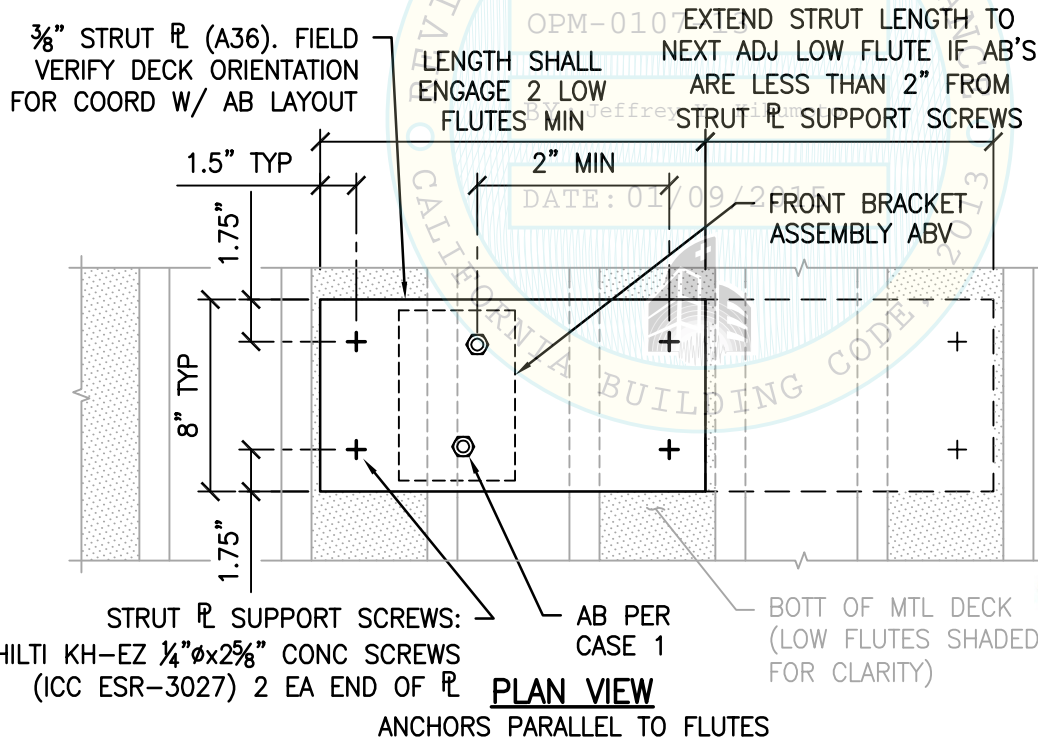 ⅜" STRUT ℄ (A36). FIELD
VERIFY DECK ORIENTATION
FOR COORD W/ AB LAYOUT
LENGTH SHALL
ENGAGE 2 LOW
FLUTES MIN
EXTEND STRUT LENGTH TO
NEXT ADJ LOW FLUTE IF AB'S
ARE LESS THAN 2" FROM
STRUT ℄ SUPPORT SCREWS
OPM-0107-13
BY: Jeffrey
DATE: 01/09/2015
CALIFORNIA BUILDING CODE 2013
1.5" TYP
2" MIN
1.75"
FRONT BRACKET
ASSEMBLY ABV
8" TYP
1.75"
STRUT ℄ SUPPORT SCREWS:
HILTI KH-EZ ¼"øx2⅝" CONC SCREWS
(ICC ESR-3027) 2 EA END OF ℄
AB PER
CASE 1
BOTT OF MTL DECK
(LOW FLUTES SHADED
FOR CLARITY)
PLAN VIEW
ANCHORS PARALLEL TO FLUTES